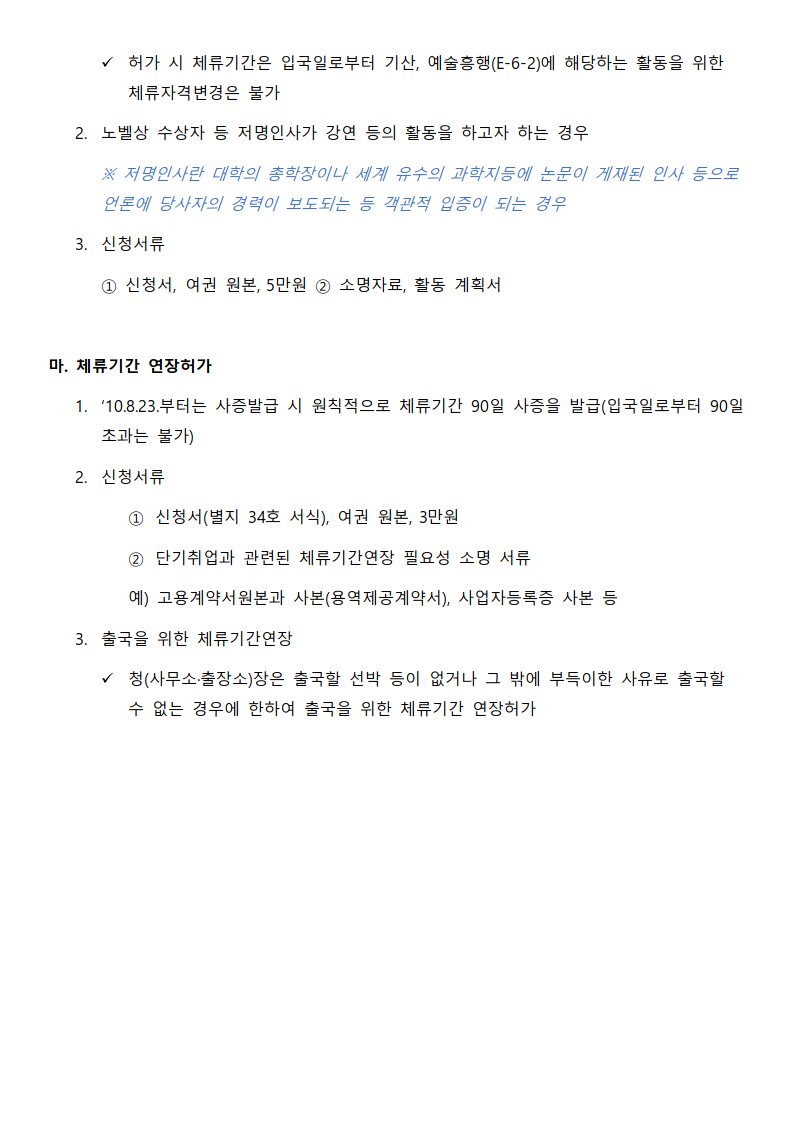 ✓ 허가 시 체류기간은 입국일로부터 기산, 예술흥행(E-6-2)에 해당하는 활동을 위한
체류자격변경은 불가
2. 노벨상 수상자 등 저명인사가 강연 등의 활동을 하고자 하는 경우
※ 저명인사란 대학의 총학장이나 세계 유수의 과학지등에 논문이 게재된 인사 등으로
언론에 당사자의 경력이 보도되는 등 객관적 입증이 되는 경우
3. 신청서류
① 신청서, 여권 원본, 5만원 ② 소명자료, 활동 계획서
마. 체류기간 연장허가
1. ‘10.8.23.부터는 사증발급 시 원칙적으로 체류기간 90일 사증을 발급(입국일로부터 90일
초과는 불가)
2. 신청서류
① 신청서(별지 34호 서식), 여권 원본, 3만원
② 단기취업과 관련된 체류기간연장 필요성 소명 서류
예) 고용계약서원본과 사본(용역제공계약서), 사업자등록증 사본 등
3. 출국을 위한 체류기간연장
✓ 청(사무소·출장소)장은 출국할 선박 등이 없거나 그 밖에 부득이한 사유로 출국할
수 없는 경우에 한하여 출국을 위한 체류기간 연장허가